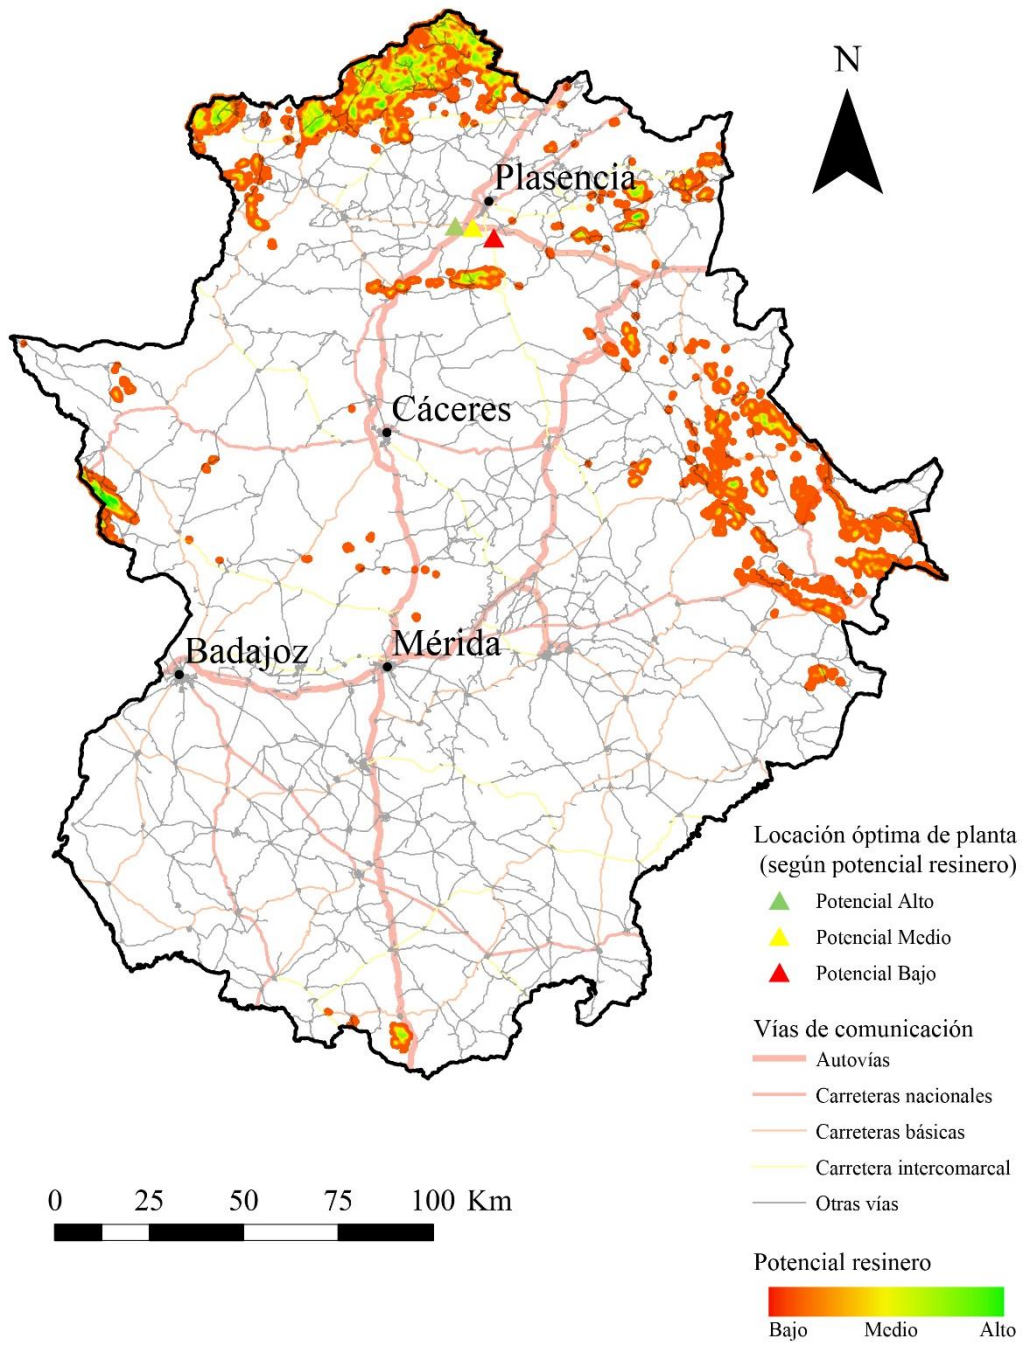 N
Plasencia
Cáceres
Badajoz
Mérida
Locación óptima de planta
(según potencial resinero)
Potencial Alto
Potencial Medio
Potencial Bajo
Vías de comunicación
Autovías
Carreteras nacionales
Carreteras básicas
Carretera intercomarcal
Otras vías
0 25 50 75 100 Km
Potencial resinero
Bajo Medio Alto